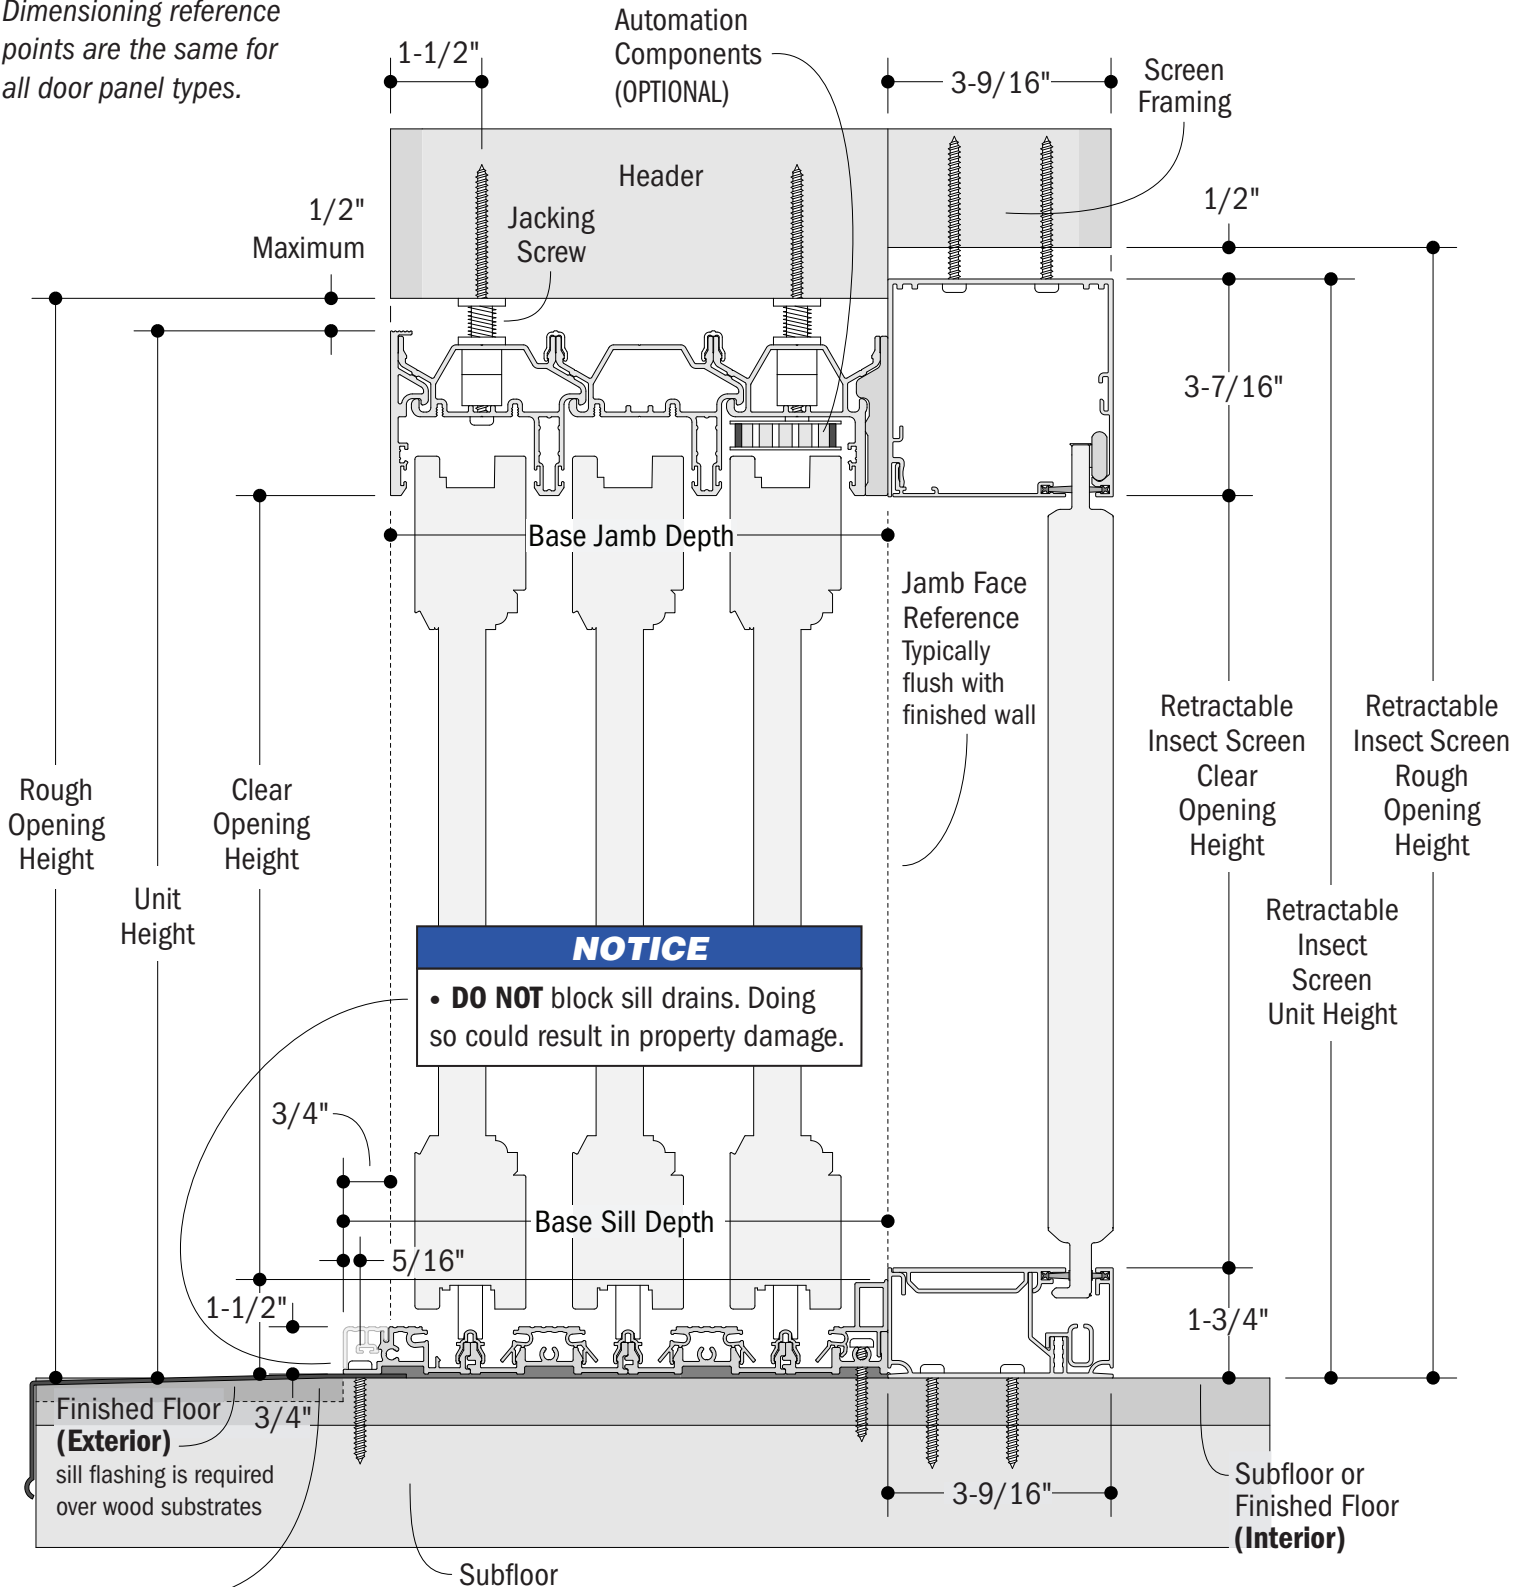 Dimensioning reference
points are the same for
all door panel types.
1-1/2"
Automation
Components
(OPTIONAL)
3-9/16"
Screen
Framing
Header
1/2"
Maximum
Jacking
Screw
1/2"
3-7/16"
Base Jamb Depth
Jamb Face
Reference
Typically
flush with
finished wall
Rough
Opening
Height
Unit
Height
Clear
Opening
Height
Retractable
Insect Screen
Clear
Opening
Height
Retractable
Insect
Screen
Unit Height
Retractable
Insect Screen
Rough
Opening
Height
NOTICE
• DO NOT block sill drains. Doing
so could result in property damage.
3/4"
Base Sill Depth
5/16"
1-1/2"
1-3/4"
Finished Floor
(Exterior)
sill flashing is required
over wood substrates
3/4"
3-9/16"
Subfloor or
Finished Floor
(Interior)
Subfloor